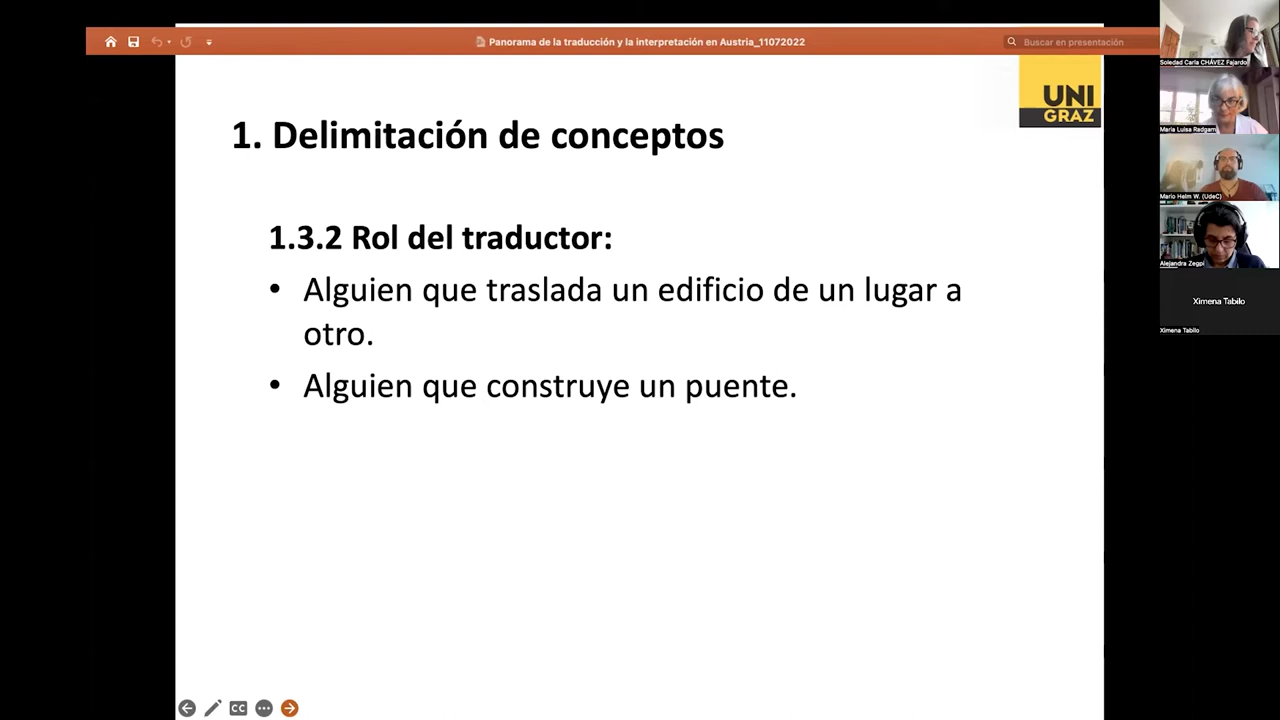 Panorama de la traducción y la interpretación en Austria_11072022
Buscar en presentación
UNI
GRAZ
1. Delimitación de conceptos
1.3.2 Rol del traductor:
• Alguien que traslada un edificio de un lugar a
otro.
• Alguien que construye un puente.
CC
Soledad Carla CHÁVEZ Fajardo
María Luisa Radgam
Mario Helm W. (UdeC)
Alejandra Zegpi
Ximena Tabilo
Ximena Tabilo